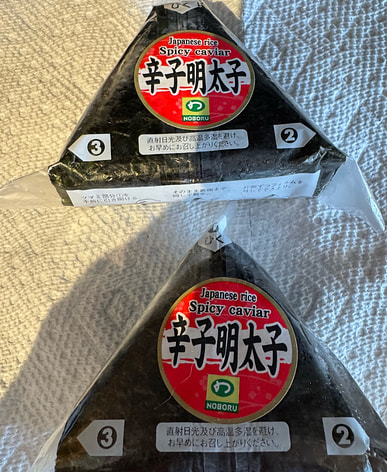 Japanese rice
Spicy caviar
辛子明太子
NOBORU
直射日光及び高温多湿を避け、
お早めにお召し上がりください。
3
2
Japanese rice
Spicy caviar
辛子明太子
NOBORU
直射日光及び高温多湿を避け、
お早めにお召し上がりください。
3
2